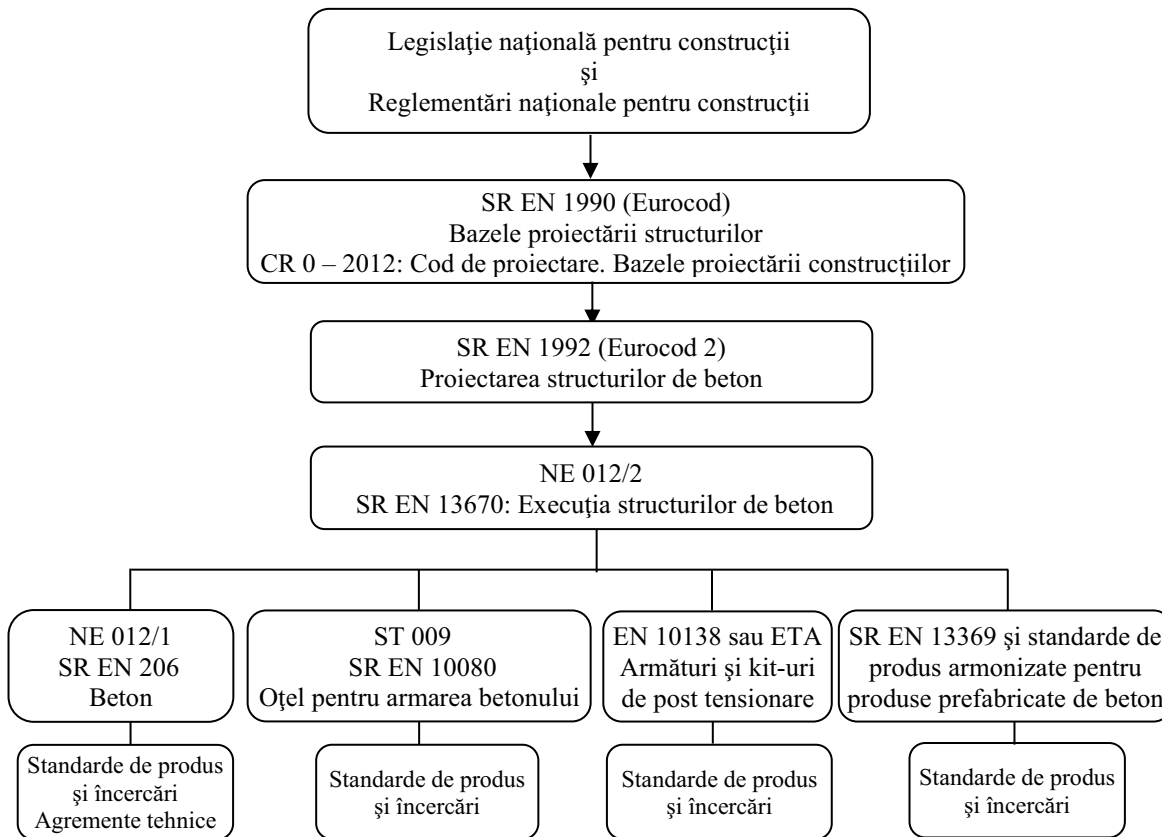 Legislaţie naţională pentru construcţii
şi
Reglementări naţionale pentru construcţii
SR EN 1990 (Eurocod)
Bazele proiectării structurilor
CR 0 – 2012: Cod de proiectare. Bazele proiectării construcțiilor
SR EN 1992 (Eurocod 2)
Proiectarea structurilor de beton
NE 012/2
SR EN 13670: Execuţia structurilor de beton
NE 012/1
SR EN 206
Beton
ST 009
SR EN 10080
Oţel pentru armarea betonului
EN 10138 sau ETA
Armături şi kit-uri
de post tensionare
SR EN 13369 şi standarde de
produs armonizate pentru
produse prefabricate de beton
Standarde de produs
şi încercări
Agremente tehnice
Standarde de produs
şi încercări
Standarde de produs
şi încercări
Standarde de produs
şi încercări